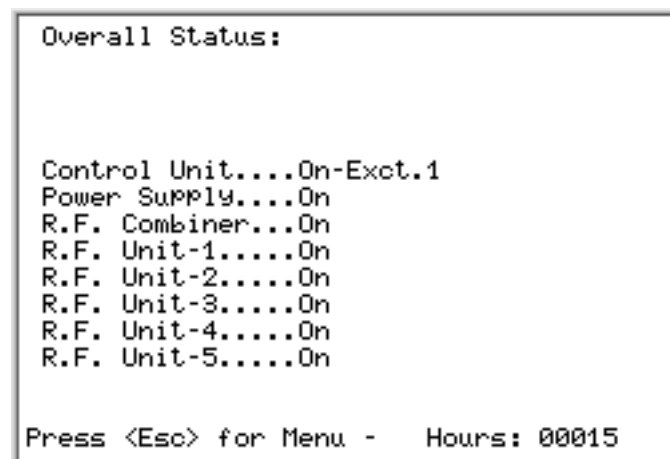 Overall Status:
Control Unit....On-Exct.1
Power Supply....On
R.F. Combiner...On
R.F. Unit-1.....On
R.F. Unit-2.....On
R.F. Unit-3.....On
R.F. Unit-4.....On
R.F. Unit-5.....On
Press <Esc> for Menu - Hours: 00015